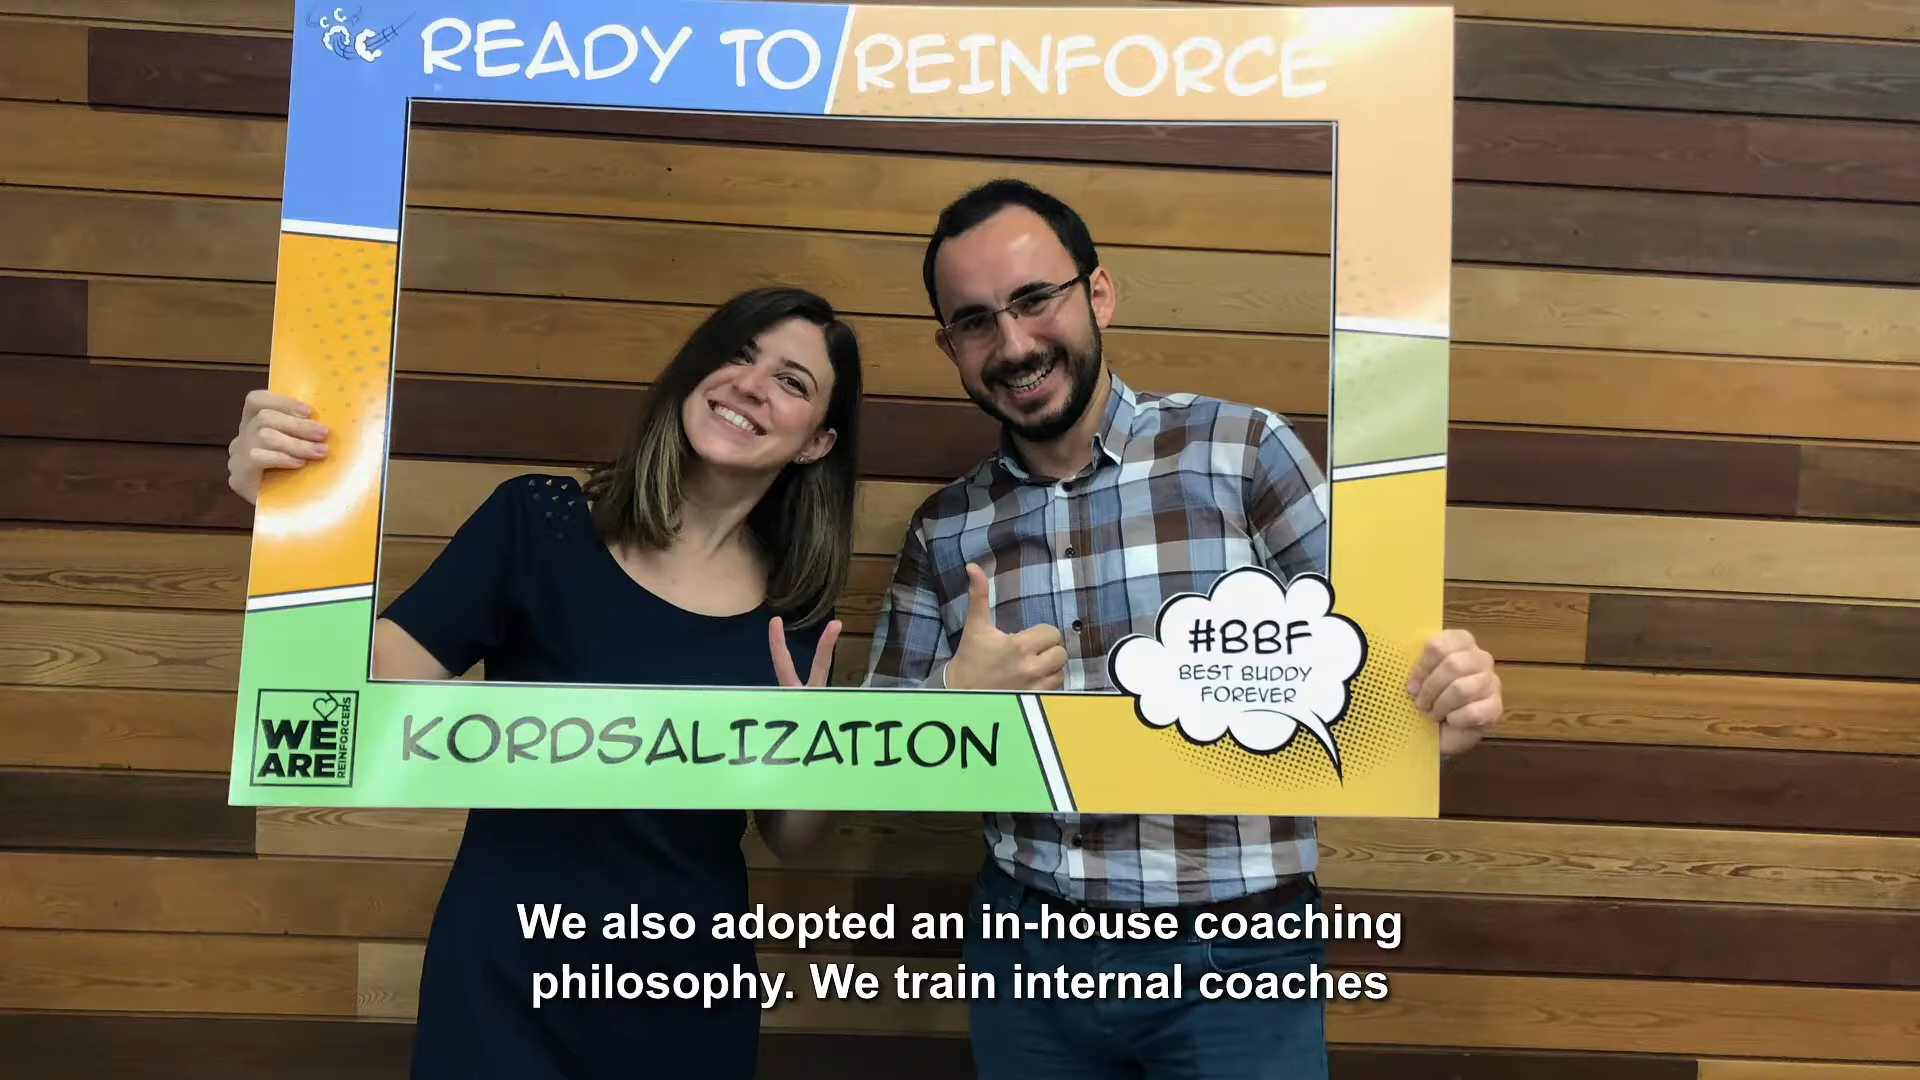 READY TO REINFORCE
#BBF
BEST BUDDY
FOREVER
WE
ARE
REINFORCERS
KORDSALIZATION
We also adopted an in-house coaching
philosophy. We train internal coaches